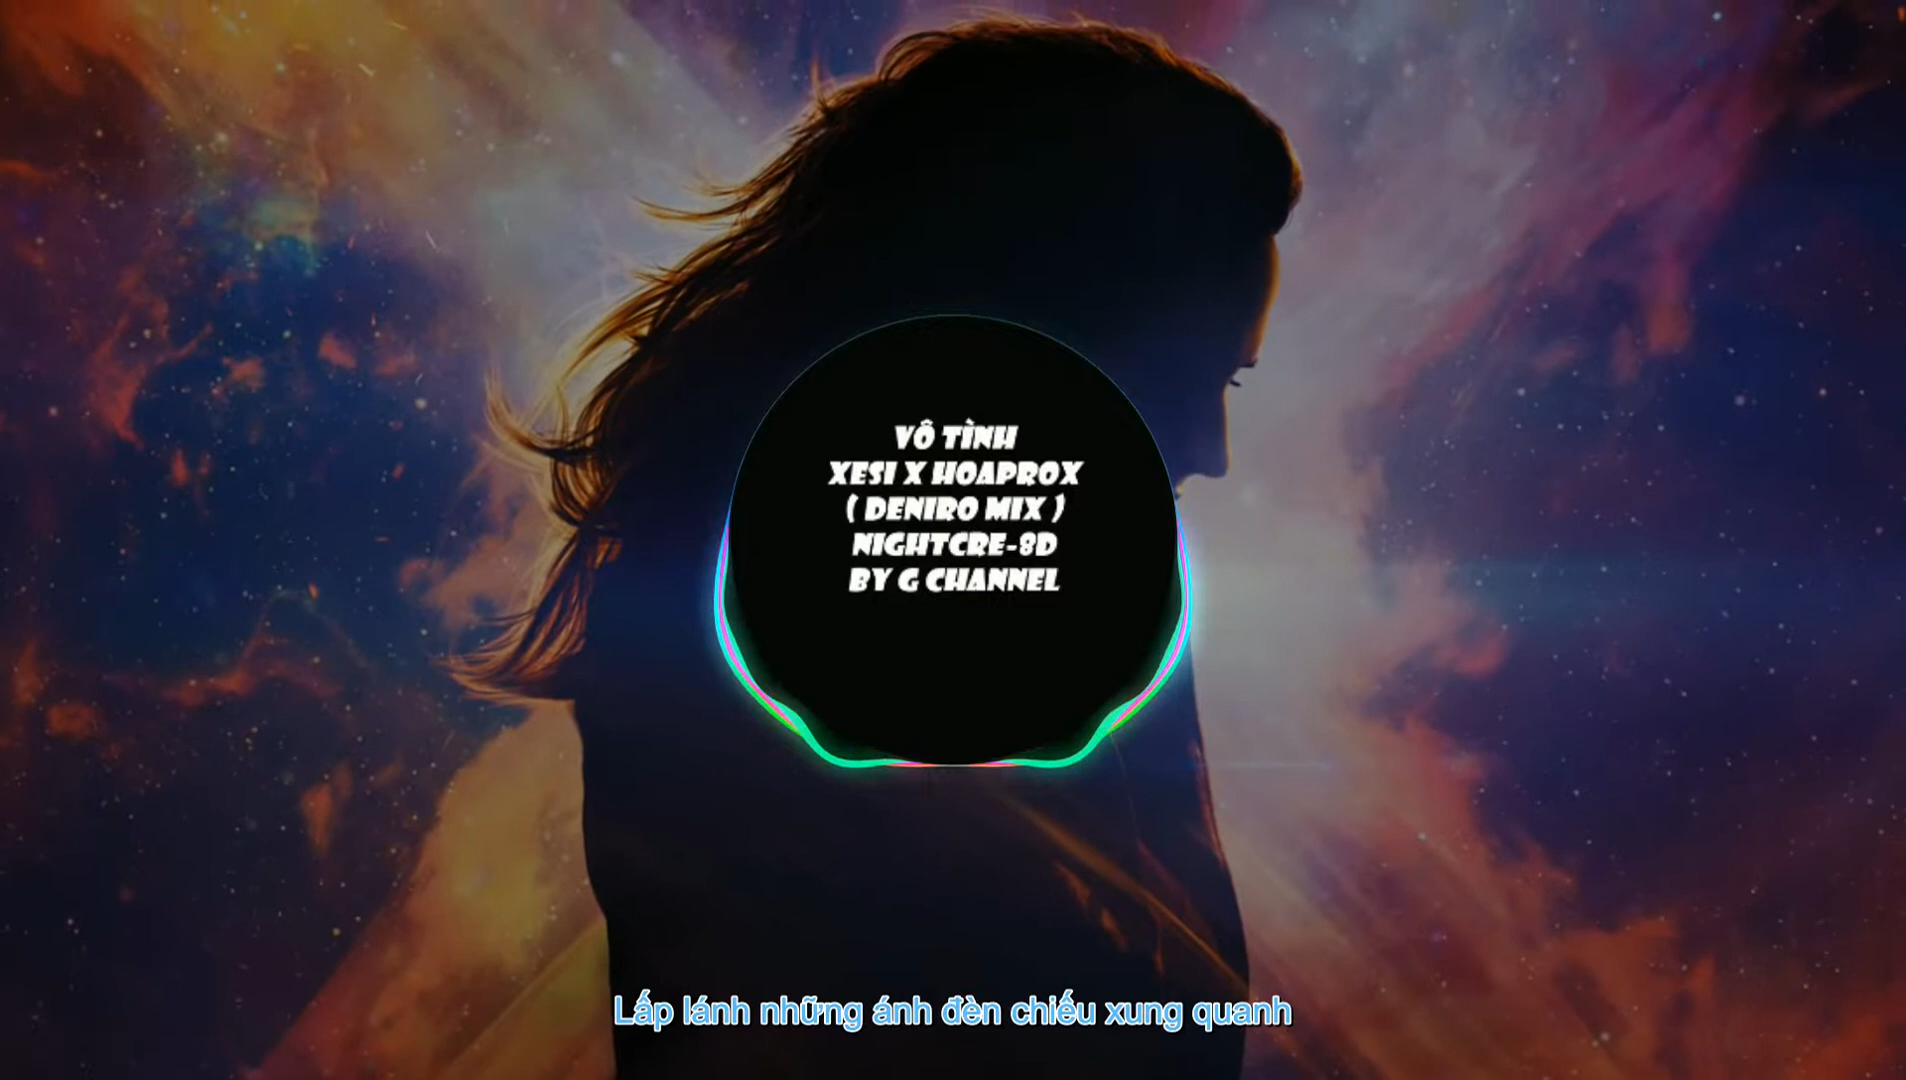 VÔ TÌNH
XESI X HOAPROX
( DENIRO MIX )
NIGHTCRE-8D
BY G CHANNEL
Lấp lánh những ánh đèn chiếu xung quanh